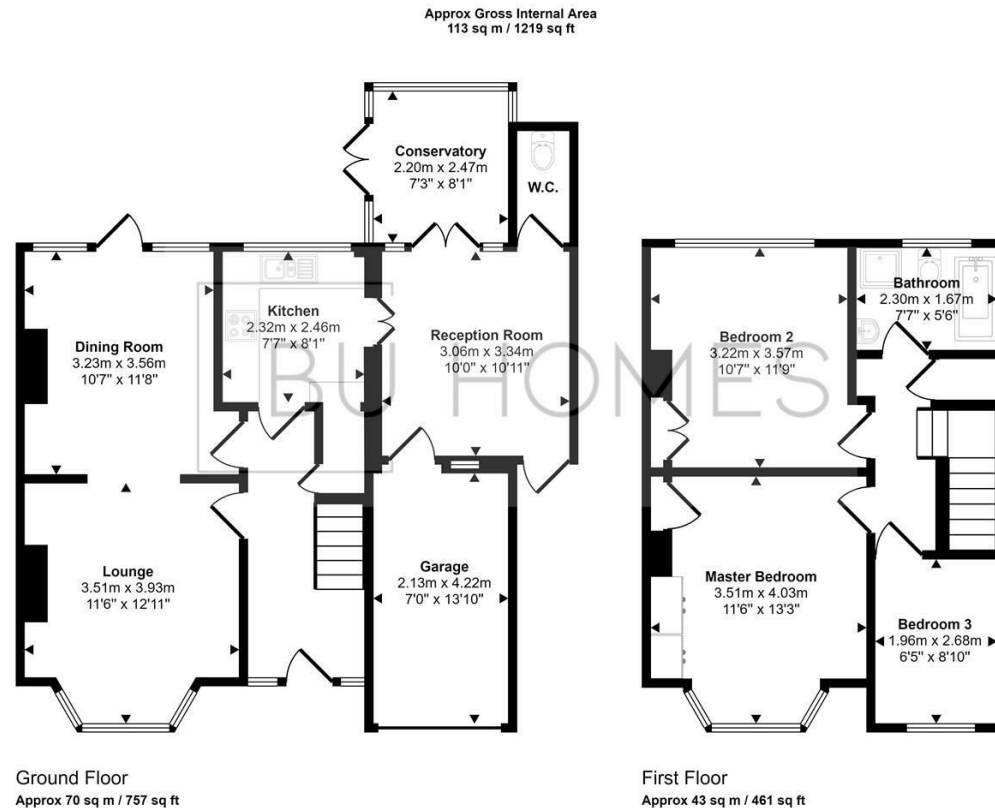 Approx Gross Internal Area
113 sq m / 1219 sq ft
Conservatory
2.20m x 2.47m
7'3" x 8'1"
W.C.
Dining Room
3.23m x 3.56m
10'7" x 11'8"
Kitchen
2.32m x 2.46m
7'7" x 8'1"
Reception Room
3.06m x 3.34m
10'0" x 10'11"
Bedroom 2
3.22m x 3.57m
10'7" x 11'9"
Bathroom
2.30m x 1.67m
7'7" x 5'6"
BU HOMES
Lounge
3.51m x 3.93m
11'6" x 12'11"
Garage
2.13m x 4.22m
7'0" x 13'10"
Master Bedroom
3.51m x 4.03m
11'6" x 13'3"
Bedroom 3
1.96m x 2.68m
6'5" x 8'10"
Ground Floor
Approx 70 sq m / 757 sq ft
First Floor
Approx 43 sq m / 461 sq ft